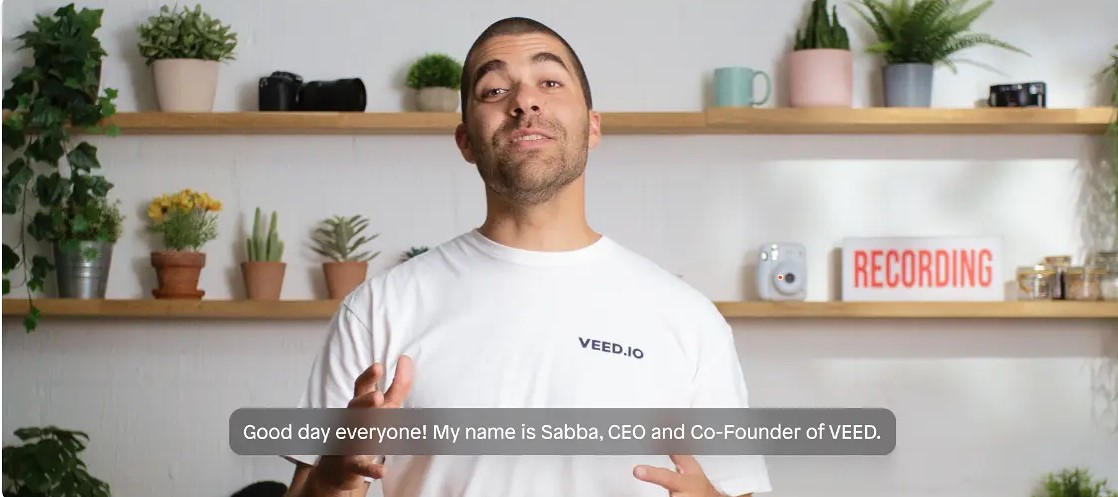 RECORDING
VEED.IO
Good day everyone! My name is Sabba, CEO and Co-Founder of VEED.